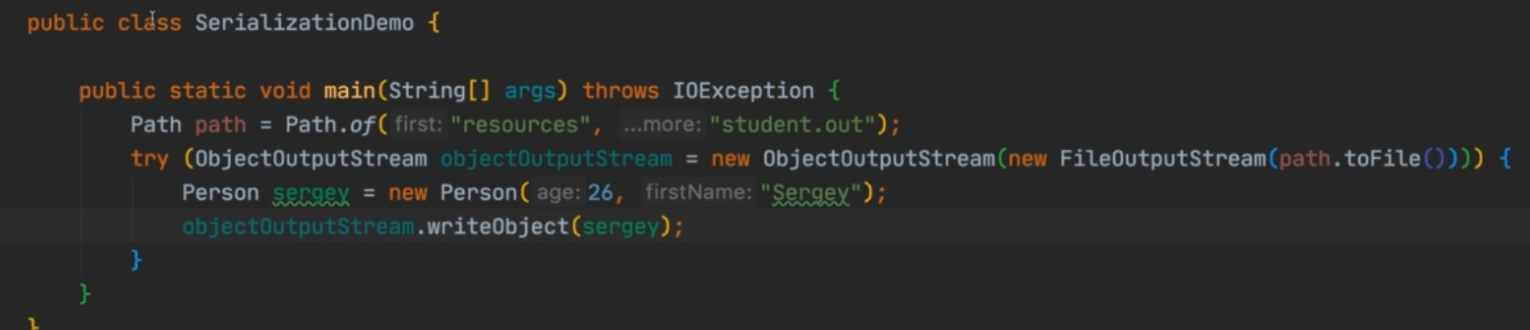 public class SerializationDemo {
public static void main(String[] args) throws IOException {
Path path = Path.of( first: "resources", ...more: "student.out");
try (ObjectOutputStream objectOutputStream = new ObjectOutputStream(new FileOutputStream(path.toFile()))) {
Person sergey = new Person( age: 26, firstName: "Sergey");
objectOutputStream.writeObject(sergey);
}
}
}